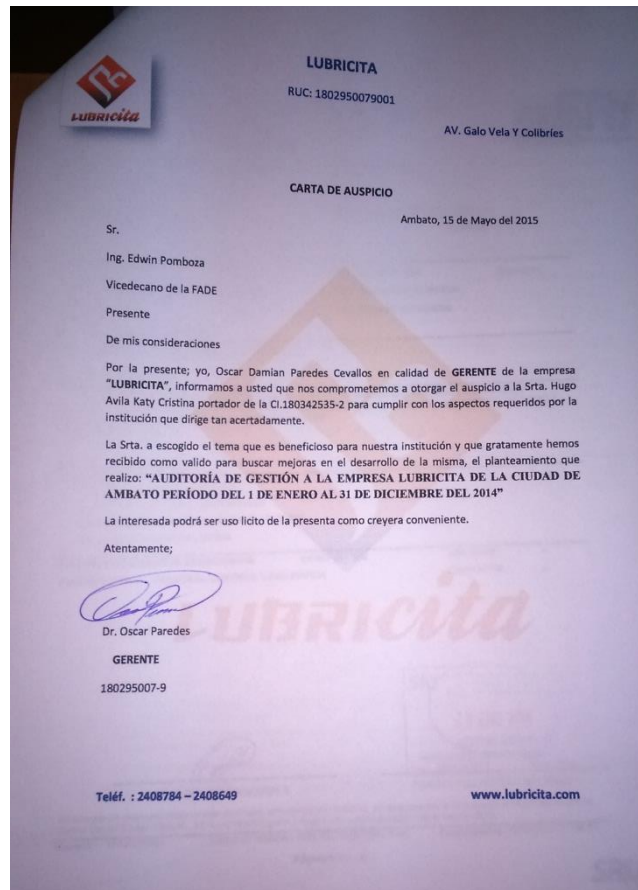 LUBRICITA
LUBRICITA
RUC: 1802950079001
AV. Galo Vela Y Colibríes
CARTA DE AUSPICIO
Ambato, 15 de Mayo del 2015
Sr.
Ing. Edwin Pomboza
Vicedecano de la FADE
Presente
De mis consideraciones
Por la presente; yo, Oscar Damian Paredes Cevallos en calidad de GERENTE de la empresa
"LUBRICITA", informamos a usted que nos comprometemos a otorgar el auspicio a la Srta. Hugo
Avila Katy Cristina portador de la CI.180342535-2 para cumplir con los aspectos requeridos por la
institución que dirige tan acertadamente.
La Srta. a escogido el tema que es beneficioso para nuestra institución y que gratamente hemos
recibido como valido para buscar mejoras en el desarrollo de la misma, el planteamiento que
realizo: "AUDITORÍA DE GESTIÓN A LA EMPRESA LUBRICITA DE LA CIUDAD DE
AMBATO PERÍODO DEL 1 DE ENERO AL 31 DE DICIEMBRE DEL 2014"
La interesada podrá ser uso licito de la presenta como creyera conveniente.
Atentamente;
LUBRICITA
Dr. Oscar Paredes
GERENTE
180295007-9
Teléf. : 2408784 – 2408649
www.lubricita.com